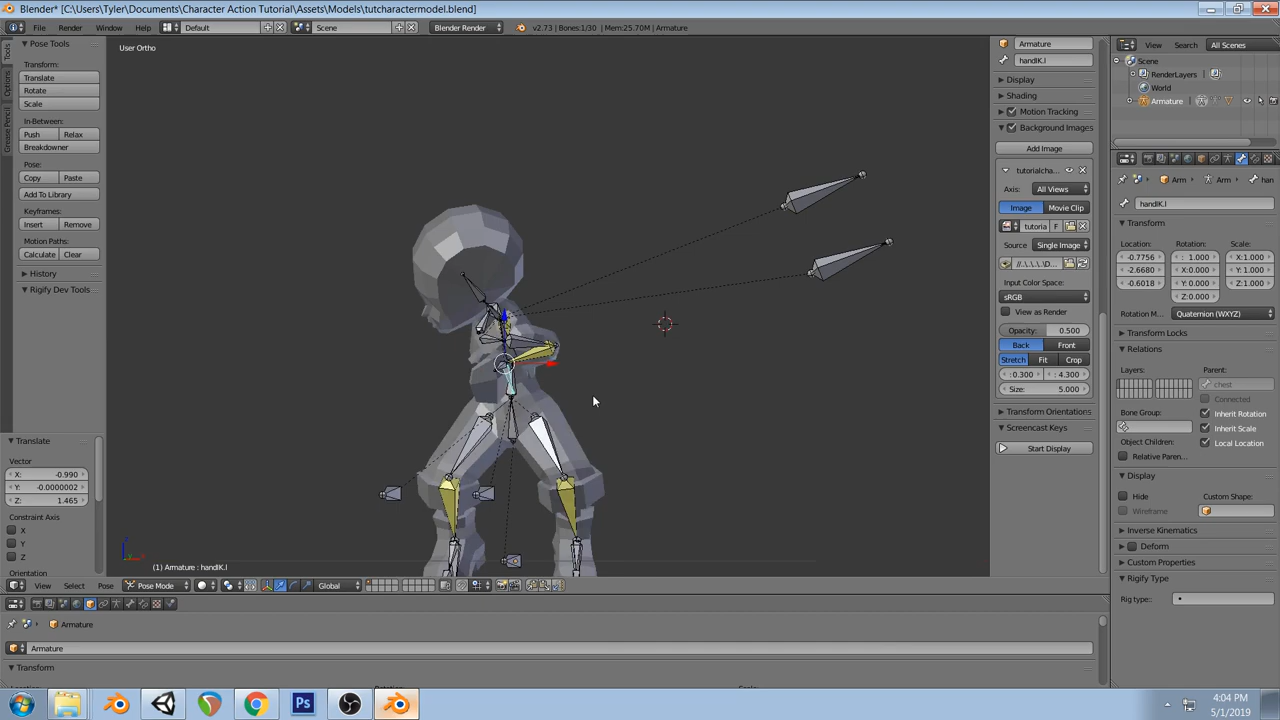 Blender* [C:\Users\Tyler\Documents\Character Action Tutorial\Assets\Models\tutcharactermodel.blend]
File Render Window Help Default Scene Blender Render v2.73 | Bones:1/30 | Mem:25.70M | Armature
Tools
Options
Grease Pencil
Pose Tools
Transform:
Translate
Rotate
Scale
In-Between:
Push Relax
Breakdowner
Pose:
Copy Paste
Add To Library
Keyframes:
Insert Remove
Motion Paths:
Calculate Clear
History
Rigify Dev Tools
Translate
Vector
X: -0.990
Y: -0.0000002
Z: 1.465
Constraint Axis
X
Y
Z
Orientation
User Ortho
(1) Armature : handIK.l
View Select Pose Pose Mode Global
Armature
handIK.l
Display
Shading
Motion Tracking
Background Images
Add Image
tutorialcha...
Axis: All Views
Image Movie Clip
tutoria F
Source Single Image
//..\..\..\..\D...
Input Color Space:
sRGB
View as Render
Opacity: 0.500
Back Front
Stretch Fit Crop
:0.300 : 4.300
Size: 5.000
Transform Orientations
Screencast Keys
Start Display
View Search All Scenes
Scene
RenderLayers
World
Armature
Arm Arm han
handIK.l
Transform
Location: Rotation: Scale:
-0.7756 : 1.000 X:1.000
-2.6680 X:0.000 Y: 1.000
-0.6018 Y: 0.000 Z:1.000
Z:0.000
Rotation M... Quaternion (WXYZ)
Transform Locks
Relations
Layers: Parent:
chest
Connected
Bone Group: Inherit Rotation
Inherit Scale
Object Children: Local Location
Relative Paren...
Display
Hide Custom Shape:
Wireframe
Inverse Kinematics
Deform
Custom Properties
Rigify Type
Rig type::
Armature
Armature
Transform
Ps
4:04 PM
5/1/2019